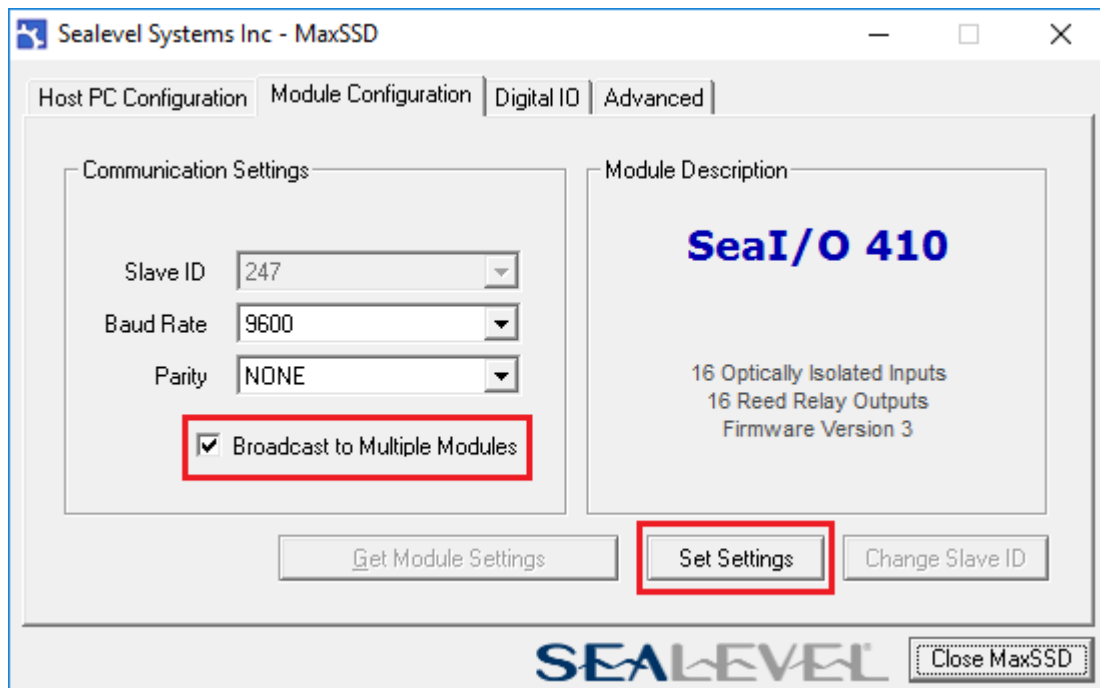 Sealevel Systems Inc - MaxSSD
Host PC Configuration Module Configuration Digital IO Advanced
Communication Settings
Slave ID 247
Baud Rate 9600
Parity NONE
Broadcast to Multiple Modules
Module Description
SeaI/O 410
16 Optically Isolated Inputs
16 Reed Relay Outputs
Firmware Version 3
Get Module Settings Set Settings Change Slave ID
SEALEVEL Close MaxSSD